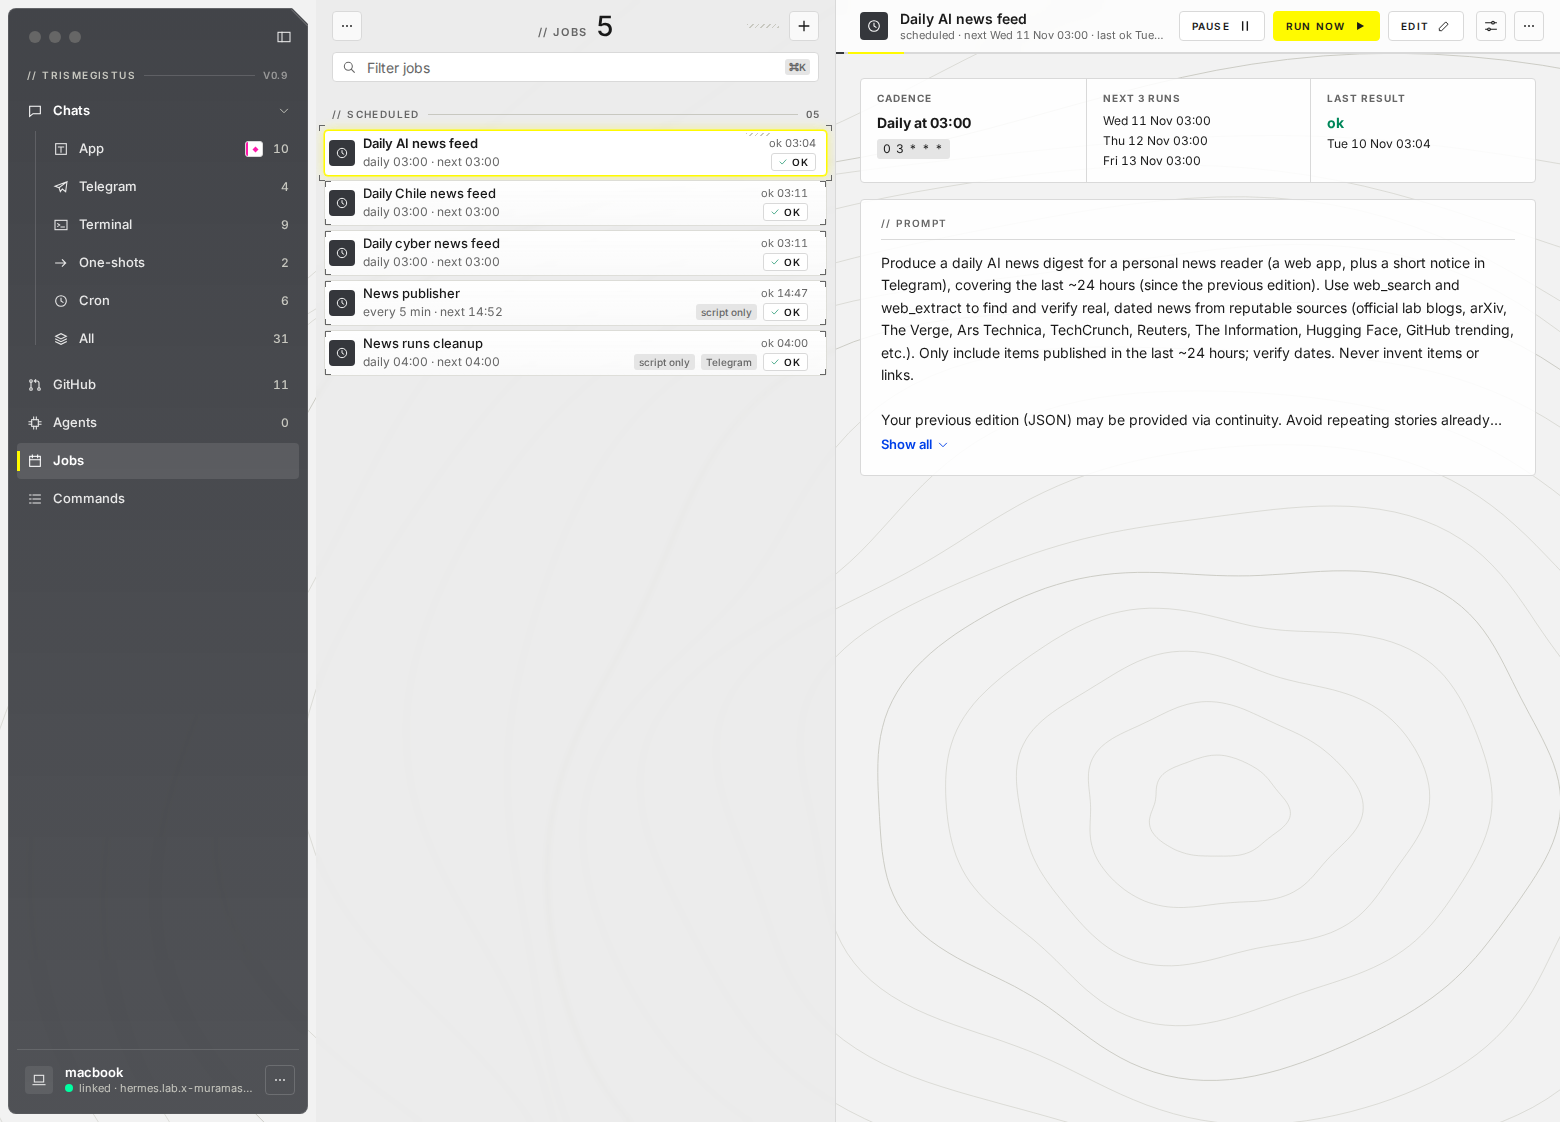 // TRISMEGISTUS V0.9
Chats
App 10
Telegram 4
Terminal 9
One-shots 2
Cron 6
All 31
GitHub 11
Agents 0
Jobs
Commands
macbook
linked · hermes.lab.x-muramas...
...
// JOBS 5
Filter jobs ⌘K
// SCHEDULED 05
Daily AI news feed ok 03:04
daily 03:00 · next 03:00 OK
Daily Chile news feed ok 03:11
daily 03:00 · next 03:00 OK
Daily cyber news feed ok 03:11
daily 03:00 · next 03:00 OK
News publisher ok 14:47
every 5 min · next 14:52 script only OK
News runs cleanup ok 04:00
daily 04:00 · next 04:00 script only Telegram OK
Daily AI news feed
scheduled · next Wed 11 Nov 03:00 · last ok Tue...
PAUSE RUN NOW EDIT
CADENCE
Daily at 03:00
0 3 * * *
NEXT 3 RUNS
Wed 11 Nov 03:00
Thu 12 Nov 03:00
Fri 13 Nov 03:00
LAST RESULT
ok
Tue 10 Nov 03:04
// PROMPT
Produce a daily AI news digest for a personal news reader (a web app, plus a short notice in
Telegram), covering the last ~24 hours (since the previous edition). Use web_search and
web_extract to find and verify real, dated news from reputable sources (official lab blogs, arXiv,
The Verge, Ars Technica, TechCrunch, Reuters, The Information, Hugging Face, GitHub trending,
etc.). Only include items published in the last ~24 hours; verify dates. Never invent items or
links.
Your previous edition (JSON) may be provided via continuity. Avoid repeating stories already...
Show all